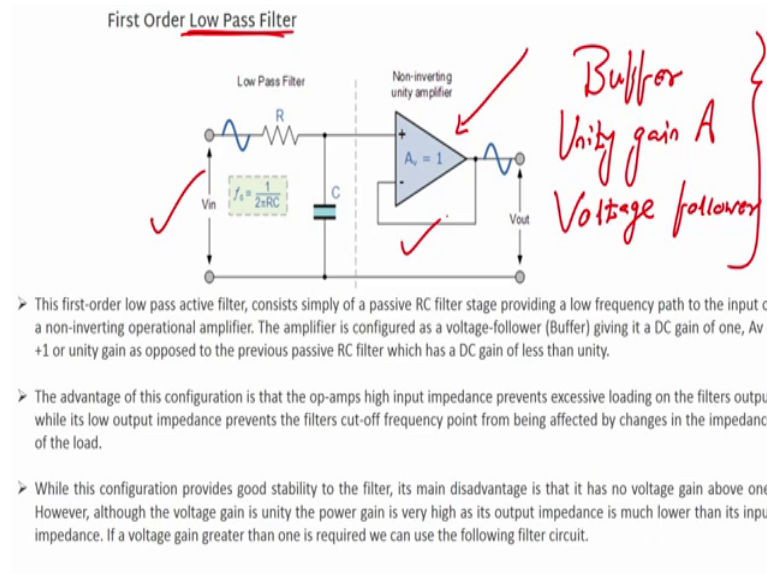 First Order Low Pass Filter
Low Pass Filter
Non-inverting
unity amplifier
Buffer
Unity gain A
Voltage follower
R
+
Aᵥ = 1
-
fₒ = 1/2πRC
C
Vin
Vout
➢ This first-order low pass active filter, consists simply of a passive RC filter stage providing a low frequency path to the input
a non-inverting operational amplifier. The amplifier is configured as a voltage-follower (Buffer) giving it a DC gain of one, Av
+1 or unity gain as opposed to the previous passive RC filter which has a DC gain of less than unity.
➢ The advantage of this configuration is that the op-amps high input impedance prevents excessive loading on the filters outpu
while its low output impedance prevents the filters cut-off frequency point from being affected by changes in the impedanc
of the load.
➢ While this configuration provides good stability to the filter, its main disadvantage is that it has no voltage gain above one
However, although the voltage gain is unity the power gain is very high as its output impedance is much lower than its inpu
impedance. If a voltage gain greater than one is required we can use the following filter circuit.